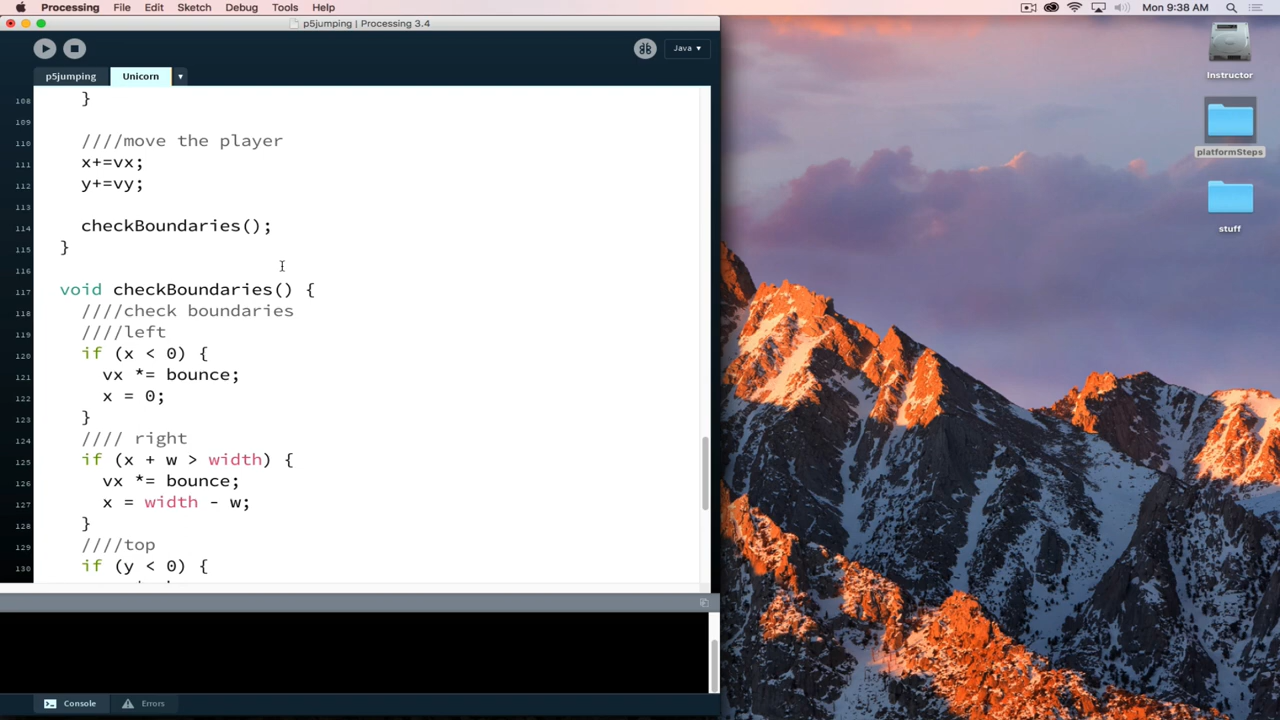 Processing File Edit Sketch Debug Tools Help Mon 9:38 AM
p5jumping | Processing 3.4
Java ▾
p5jumping Unicorn
108 }
109
110 ////move the player
111 x+=vx;
112 y+=vy;
113
114 checkBoundaries();
115 }
116
117 void checkBoundaries() {
118 ////check boundaries
119 ////left
120 if (x < 0) {
121 vx *= bounce;
122 x = 0;
123 }
124 //// right
125 if (x + w > width) {
126 vx *= bounce;
127 x = width - w;
128 }
129 ////top
130 if (y < 0) {
Console Errors
Instructor
platformSteps
stuff